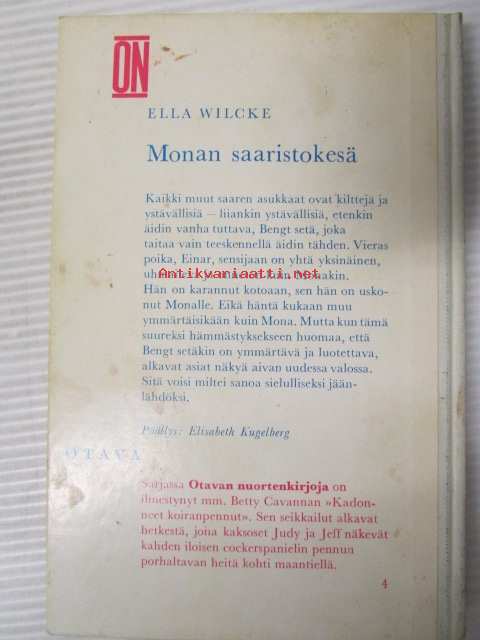 ON
ELLA WILCKE
Monan saaristokesä
Kaikki muut saaren asukkaat ovat kilttejä ja
ystävällisiä — liiankin ystävällisiä, etenkin
äidin vanha tuttava, Bengt setä, joka
taitaa vain teeskennellä äidin tähden. Vieras
poika, Einar, sensijaan on yhtä yksinäinen,
Antikvariaatti.net
Hän on karannut kotoaan, sen hän on usko-
nut Monalle. Eikä häntä kukaan muu
ymmärtäisikään kuin Mona. Mutta kun tämä
suureksi hämmästyksekseen huomaa, että
Bengt setäkin on ymmärtävä ja luotettava,
alkavat asiat näkyä aivan uudessa valossa.
Sitä voisi miltei sanoa sielulliseksi jään-
lähdöksi.
Päällys: Elisabeth Kugelberg
OTAVA
Sarjassa Otavan nuortenkirjoja on
ilmestynyt mm. Betty Cavannan »Kadon-
neet koiranpennut». Sen seikkailut alkavat
hetkestä, jona kaksoset Judy ja Jeff näkevät
kahden iloisen cockerspanielin pennun
porhaltavan heitä kohti maantiellä.
4